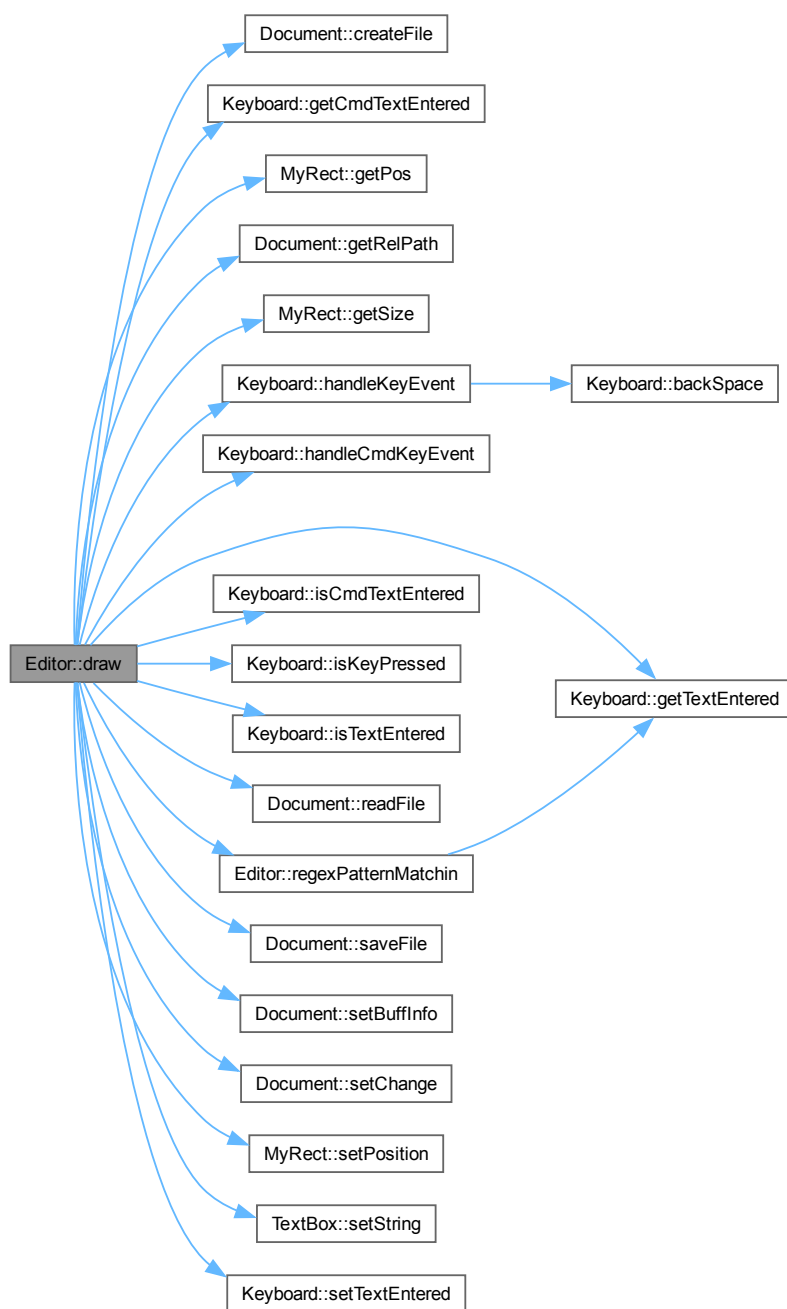 Document::createFile
Keyboard::getCmdTextEntered
MyRect::getPos
Document::getRelPath
MyRect::getSize
Keyboard::handleKeyEvent
Keyboard::backSpace
Keyboard::handleCmdKeyEvent
Keyboard::isCmdTextEntered
Editor::draw
Keyboard::isKeyPressed
Keyboard::getTextEntered
Keyboard::isTextEntered
Document::readFile
Editor::regexPatternMatchin
Document::saveFile
Document::setBuffInfo
Document::setChange
MyRect::setPosition
TextBox::setString
Keyboard::setTextEntered